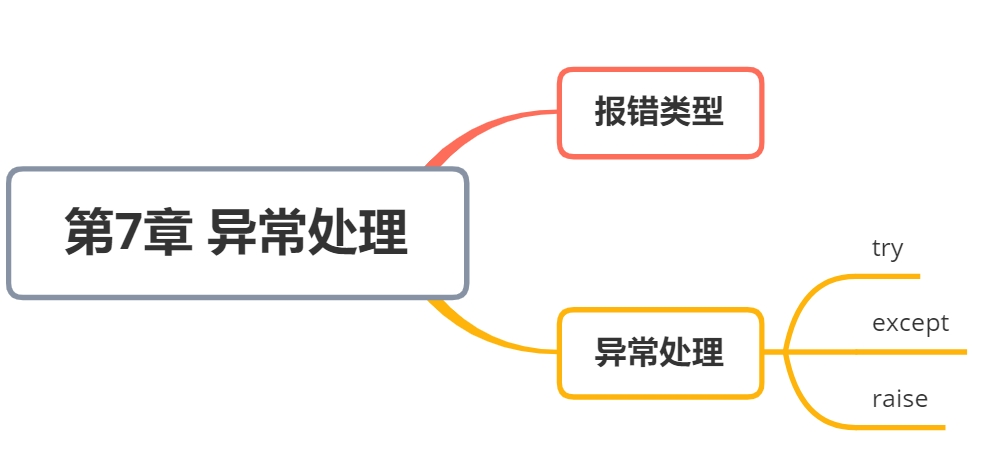 第7章 异常处理
报错类型
异常处理
try
except
raise